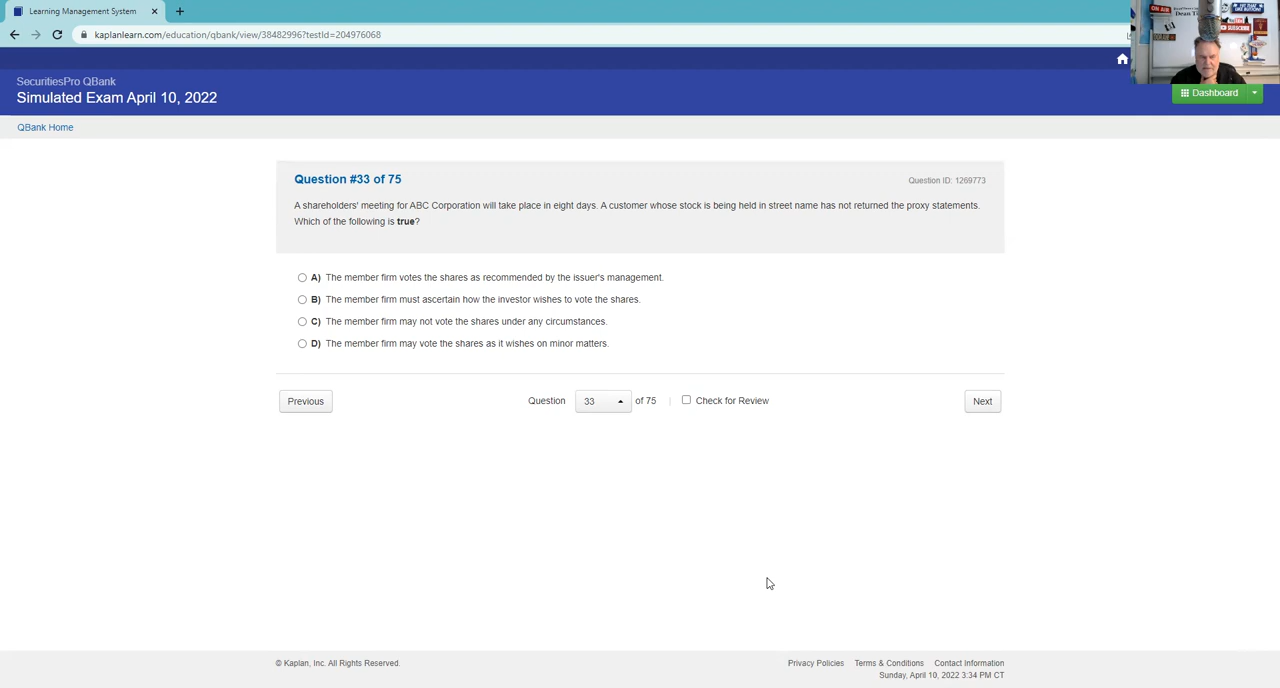 Learning Management System
kaplanlearn.com/education/qbank/view/38482996?testId=204976068
ON AIR
SUBSCRIBE
SecuritiesPro QBank
Simulated Exam April 10, 2022
Dashboard
QBank Home
Question #33 of 75
Question ID: 1269773
A shareholders' meeting for ABC Corporation will take place in eight days. A customer whose stock is being held in street name has not returned the proxy statements.
Which of the following is true?
A) The member firm votes the shares as recommended by the issuer's management.
B) The member firm must ascertain how the investor wishes to vote the shares.
C) The member firm may not vote the shares under any circumstances.
D) The member firm may vote the shares as it wishes on minor matters.
Previous
Question 33 of 75 | Check for Review
Next
© Kaplan, Inc. All Rights Reserved.
Privacy Policies Terms & Conditions Contact Information
Sunday, April 10, 2022 3:34 PM CT